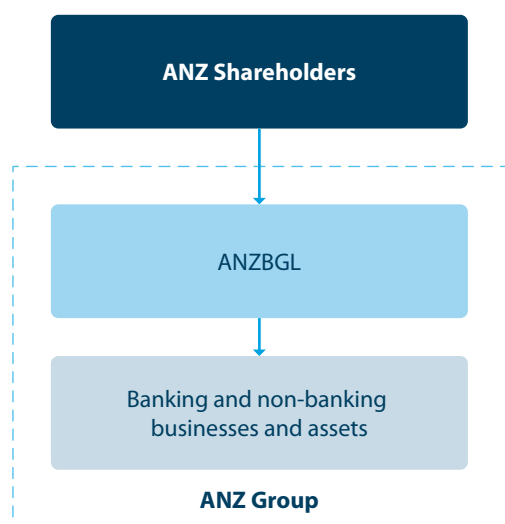 ANZ Shareholders
ANZBGL
Banking and non-banking
businesses and assets
ANZ Group